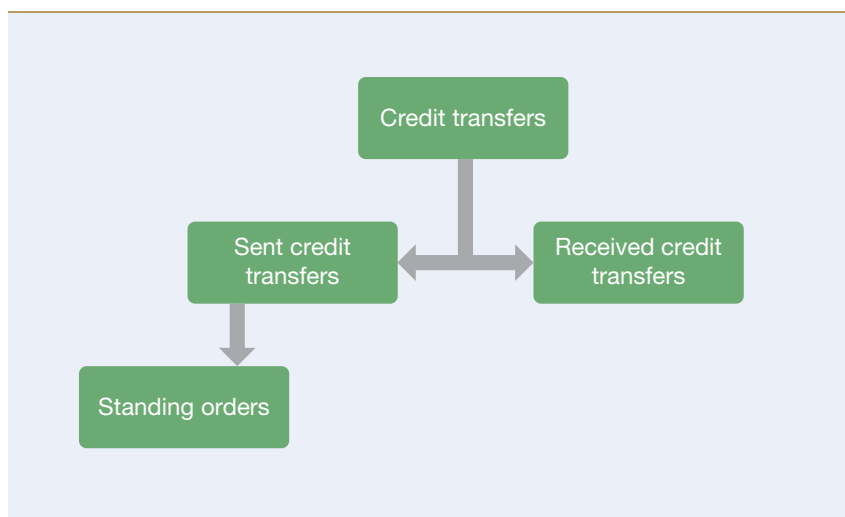 Credit transfers
Sent credit
transfers
Received credit
transfers
Standing orders